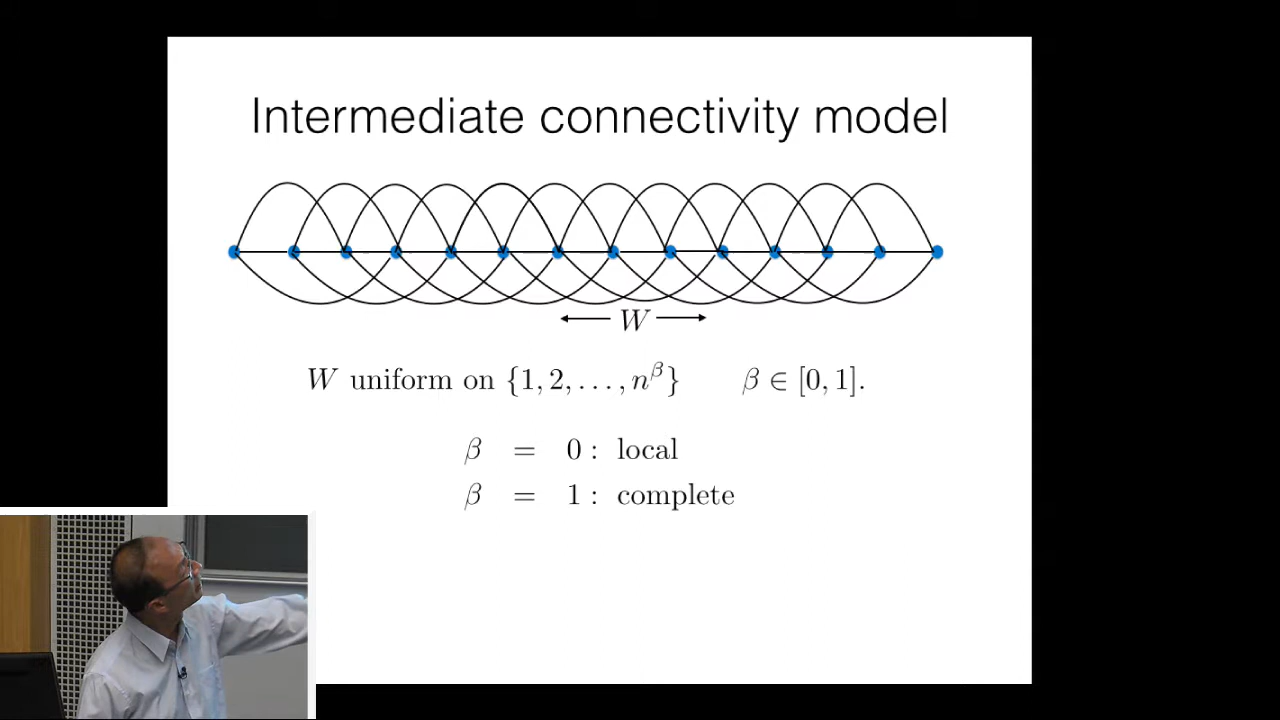 Intermediate connectivity model
W
W uniform on {1, 2, . . . , n^β}    β ∈ [0, 1].
β = 0 : local
β = 1 : complete